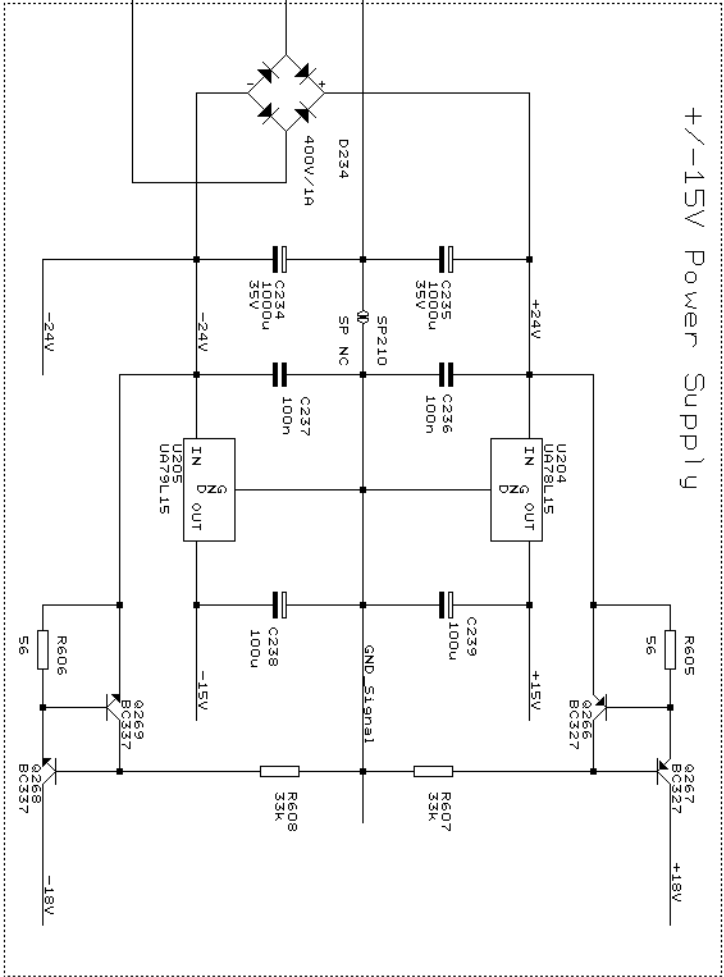 +/-15V Power Supply
- +
D234
400V/1A
C234
1000u
35V
C235
1000u
35V
SP210
SP NC
-24V
-24V
+24V
C237
100n
C236
100n
U205
UA79L15
IN
GND
OUT
U204
UA78L15
IN
GND
OUT
C238
100u
C239
100u
-15V
GND_Signal
+15V
R606
56
R605
56
Q269
BC337
Q266
BC327
Q268
BC337
Q267
BC327
R608
33k
R607
33k
-18V
+18V